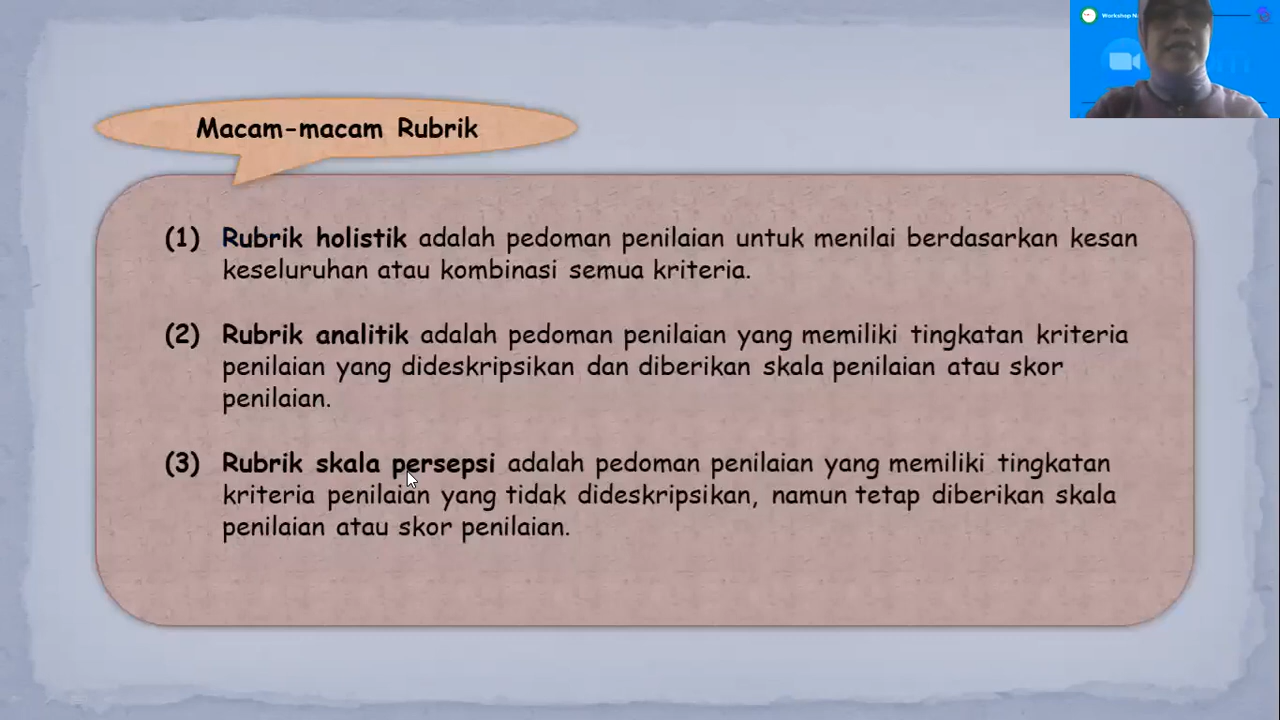 Workshop
Macam-macam Rubrik
(1) Rubrik holistik adalah pedoman penilaian untuk menilai berdasarkan kesan
keseluruhan atau kombinasi semua kriteria.
(2) Rubrik analitik adalah pedoman penilaian yang memiliki tingkatan kriteria
penilaian yang dideskripsikan dan diberikan skala penilaian atau skor
penilaian.
(3) Rubrik skala persepsi adalah pedoman penilaian yang memiliki tingkatan
kriteria penilaian yang tidak dideskripsikan, namun tetap diberikan skala
penilaian atau skor penilaian.